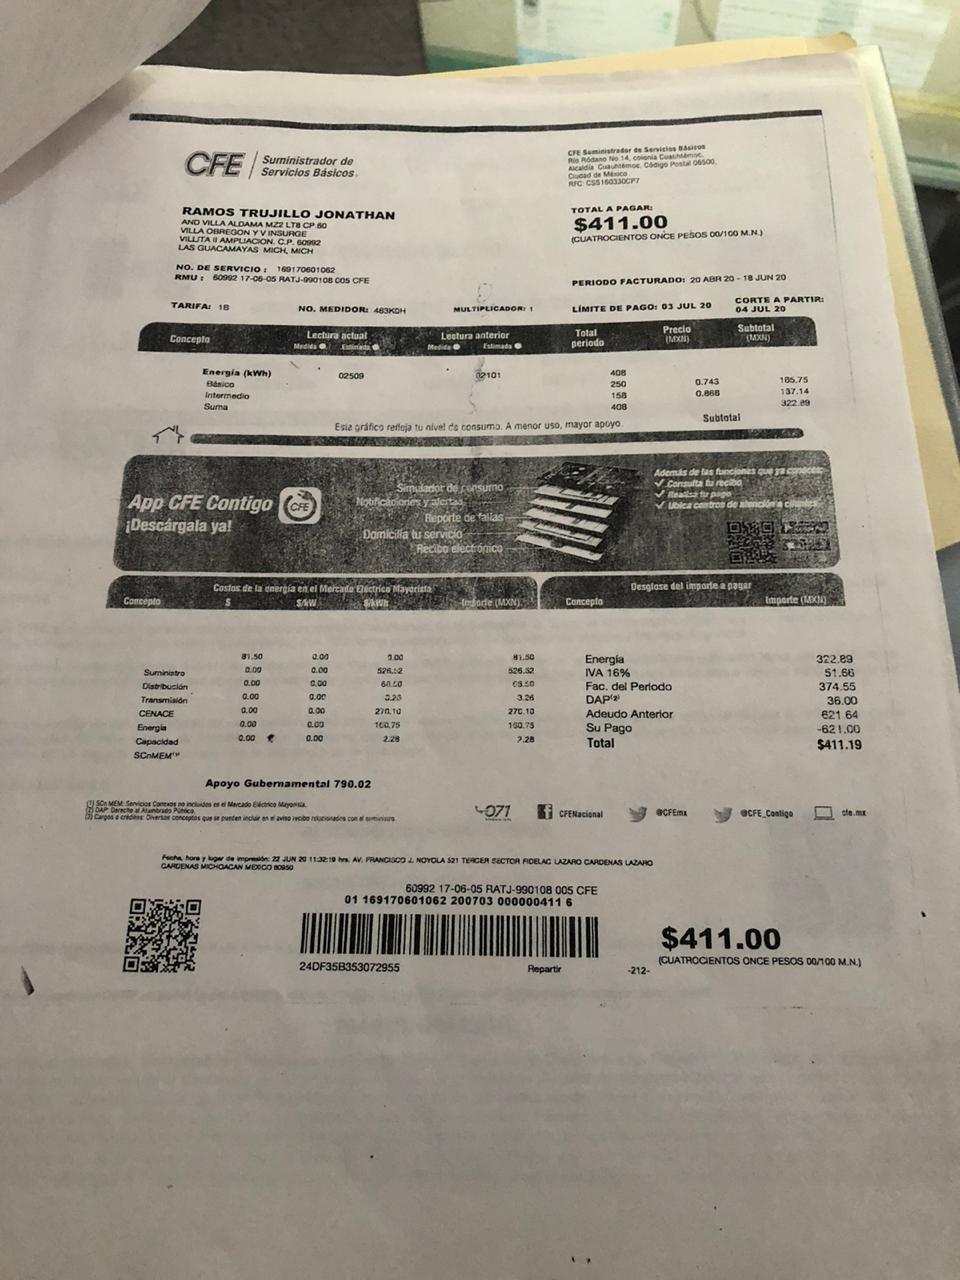 CFE Suministrador de
Servicios Básicos.
CFE Suministrador de Servicios Básicos
Río Ródano No.14, colonia Cuauhtémoc,
Alcaldía Cuauhtémoc, Código Postal 06500,
Ciudad de México
RFC: CSS160330CP7
RAMOS TRUJILLO JONATHAN
AND VILLA ALDAMA MZ2 LT8 CP.60
VILLA OBREGON Y V INSURGE
VILLITA II AMPLIACION. C.P. 60992
LAS GUACAMAYAS MICH, MICH
TOTAL A PAGAR:
$411.00
(CUATROCIENTOS ONCE PESOS 00/100 M.N.)
NO. DE SERVICIO : 169170601062
RMU : 60992 17-06-05 RATJ-990108 005 CFE
PERIODO FACTURADO: 20 ABR 20 - 18 JUN 20
TARIFA: 1B NO. MEDIDOR: 463K0H MULTIPLICADOR: 1 LÍMITE DE PAGO: 03 JUL 20 CORTE A PARTIR:
04 JUL 20
Concepto Lectura actual Lectura anterior Total periodo Precio (MXN) Subtotal (MXN)
Medida Estimada Medida Estimada
Energía (kWh) 02509 02101 408
Básico 250 0.743 185.75
Intermedio 158 0.868 137.14
Suma 408 322.89
Subtotal
Este gráfico refleja tu nivel de consumo. A menor uso, mayor apoyo.
App CFE Contigo
¡Descárgala ya!
CFE
Simulador de consumo
Notificaciones y alertas
Reporte de fallas
Domicilia tu servicio
Recibo electrónico
Además de las funciones que ya conoces:
Consulta tu recibo
Realiza tu pago
Ubica centros de atención a clientes
Costos de la energía en el Mercado Eléctrico Mayorista
Concepto $ $/kW $/kWh Importe (MXN)
Desglose del importe a pagar
Concepto Importe (MXN)
81.50 0.00 0.00 81.50
Suministro 0.00 0.00 526.52 526.52
Distribución 0.00 0.00
Transmisión 0.00 0.00 3.26 3.26
CENACE 0.00 0.00 270.10 270.10
Energía 0.00 0.00 160.75 160.75
Capacidad 0.00 0.00 2.28 2.28
SCnMEM(1)
Energía 322.89
IVA 16% 51.66
Fac. del Periodo 374.55
DAP(2) 36.00
Adeudo Anterior 621.64
Su Pago -621.00
Total $411.19
Apoyo Gubernamental 790.02
(1) SCnMEM: Servicios Conexos no incluidos en el Mercado Eléctrico Mayorista.
(2) DAP: Derecho al Alumbrado Público.
(3) Cargos o créditos: Diversos conceptos que se pueden incluir en el aviso recibo relacionados con el suministro.
071 CFENacional @CFEmx @CFE_Contigo cfe.mx
Fecha, hora y lugar de impresión: 22 JUN 20 11:32:19 hrs. AV. FRANCISCO J. NOYOLA 521 TERCER SECTOR FIDELAC LAZARO CARDENAS LAZARO
CARDENAS MICHOACAN MEXICO 60950
60992 17-06-05 RATJ-990108 005 CFE
01 169170601062 200703 000000411 6
24DF35B353072955 Repartir -212-
$411.00
(CUATROCIENTOS ONCE PESOS 00/100 M.N.)